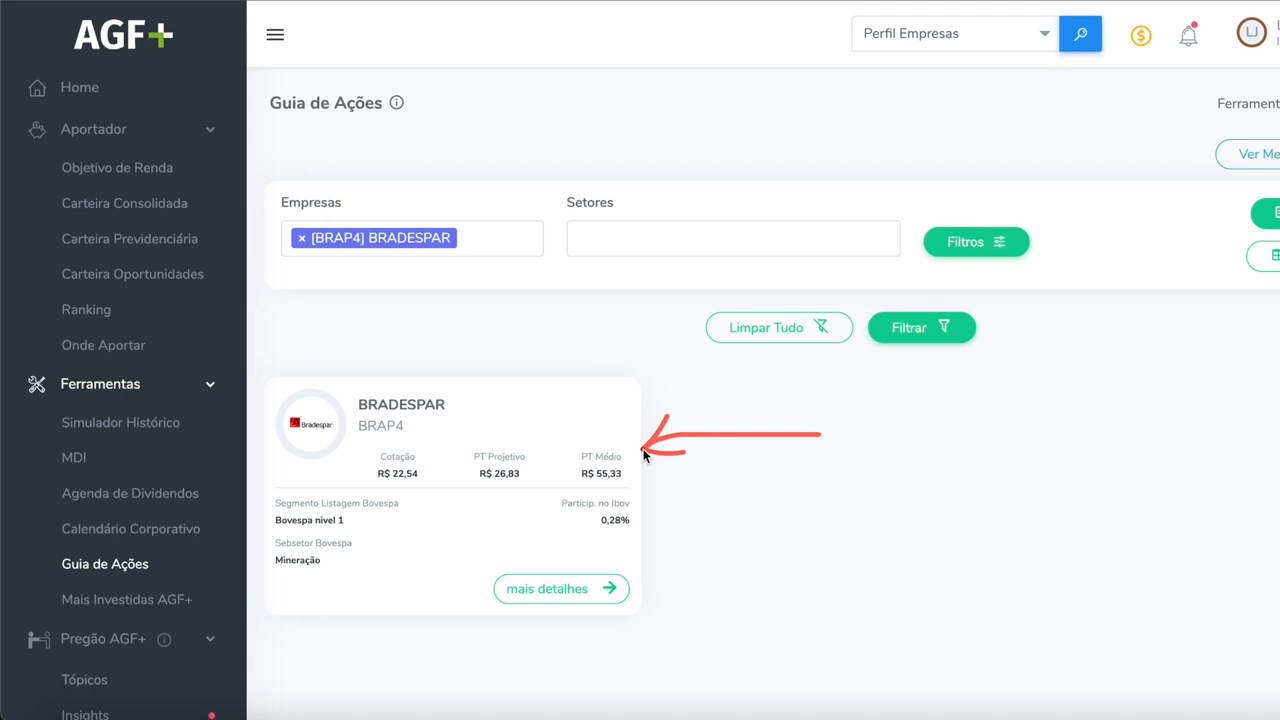 AGF+
Home
Aportador
Objetivo de Renda
Carteira Consolidada
Carteira Previdenciária
Carteira Oportunidades
Ranking
Onde Aportar
Ferramentas
Simulador Histórico
MDI
Agenda de Dividendos
Calendário Corporativo
Guia de Ações
Mais Investidas AGF+
Pregão AGF+
Tópicos
Insights
Perfil Empresas
LJ
Guia de Ações
Ferrament
Ver Me
Empresas
Setores
× [BRAP4] BRADESPAR
Filtros
Limpar Tudo
Filtrar
Bradespar
BRADESPAR
BRAP4
Cotação PT Projetivo PT Médio
R$ 22,54 R$ 26,83 R$ 55,33
Segmento Listagem Bovespa Particip. no Ibov
Bovespa nivel 1 0,28%
Sebsetor Bovespa
Mineração
mais detalhes